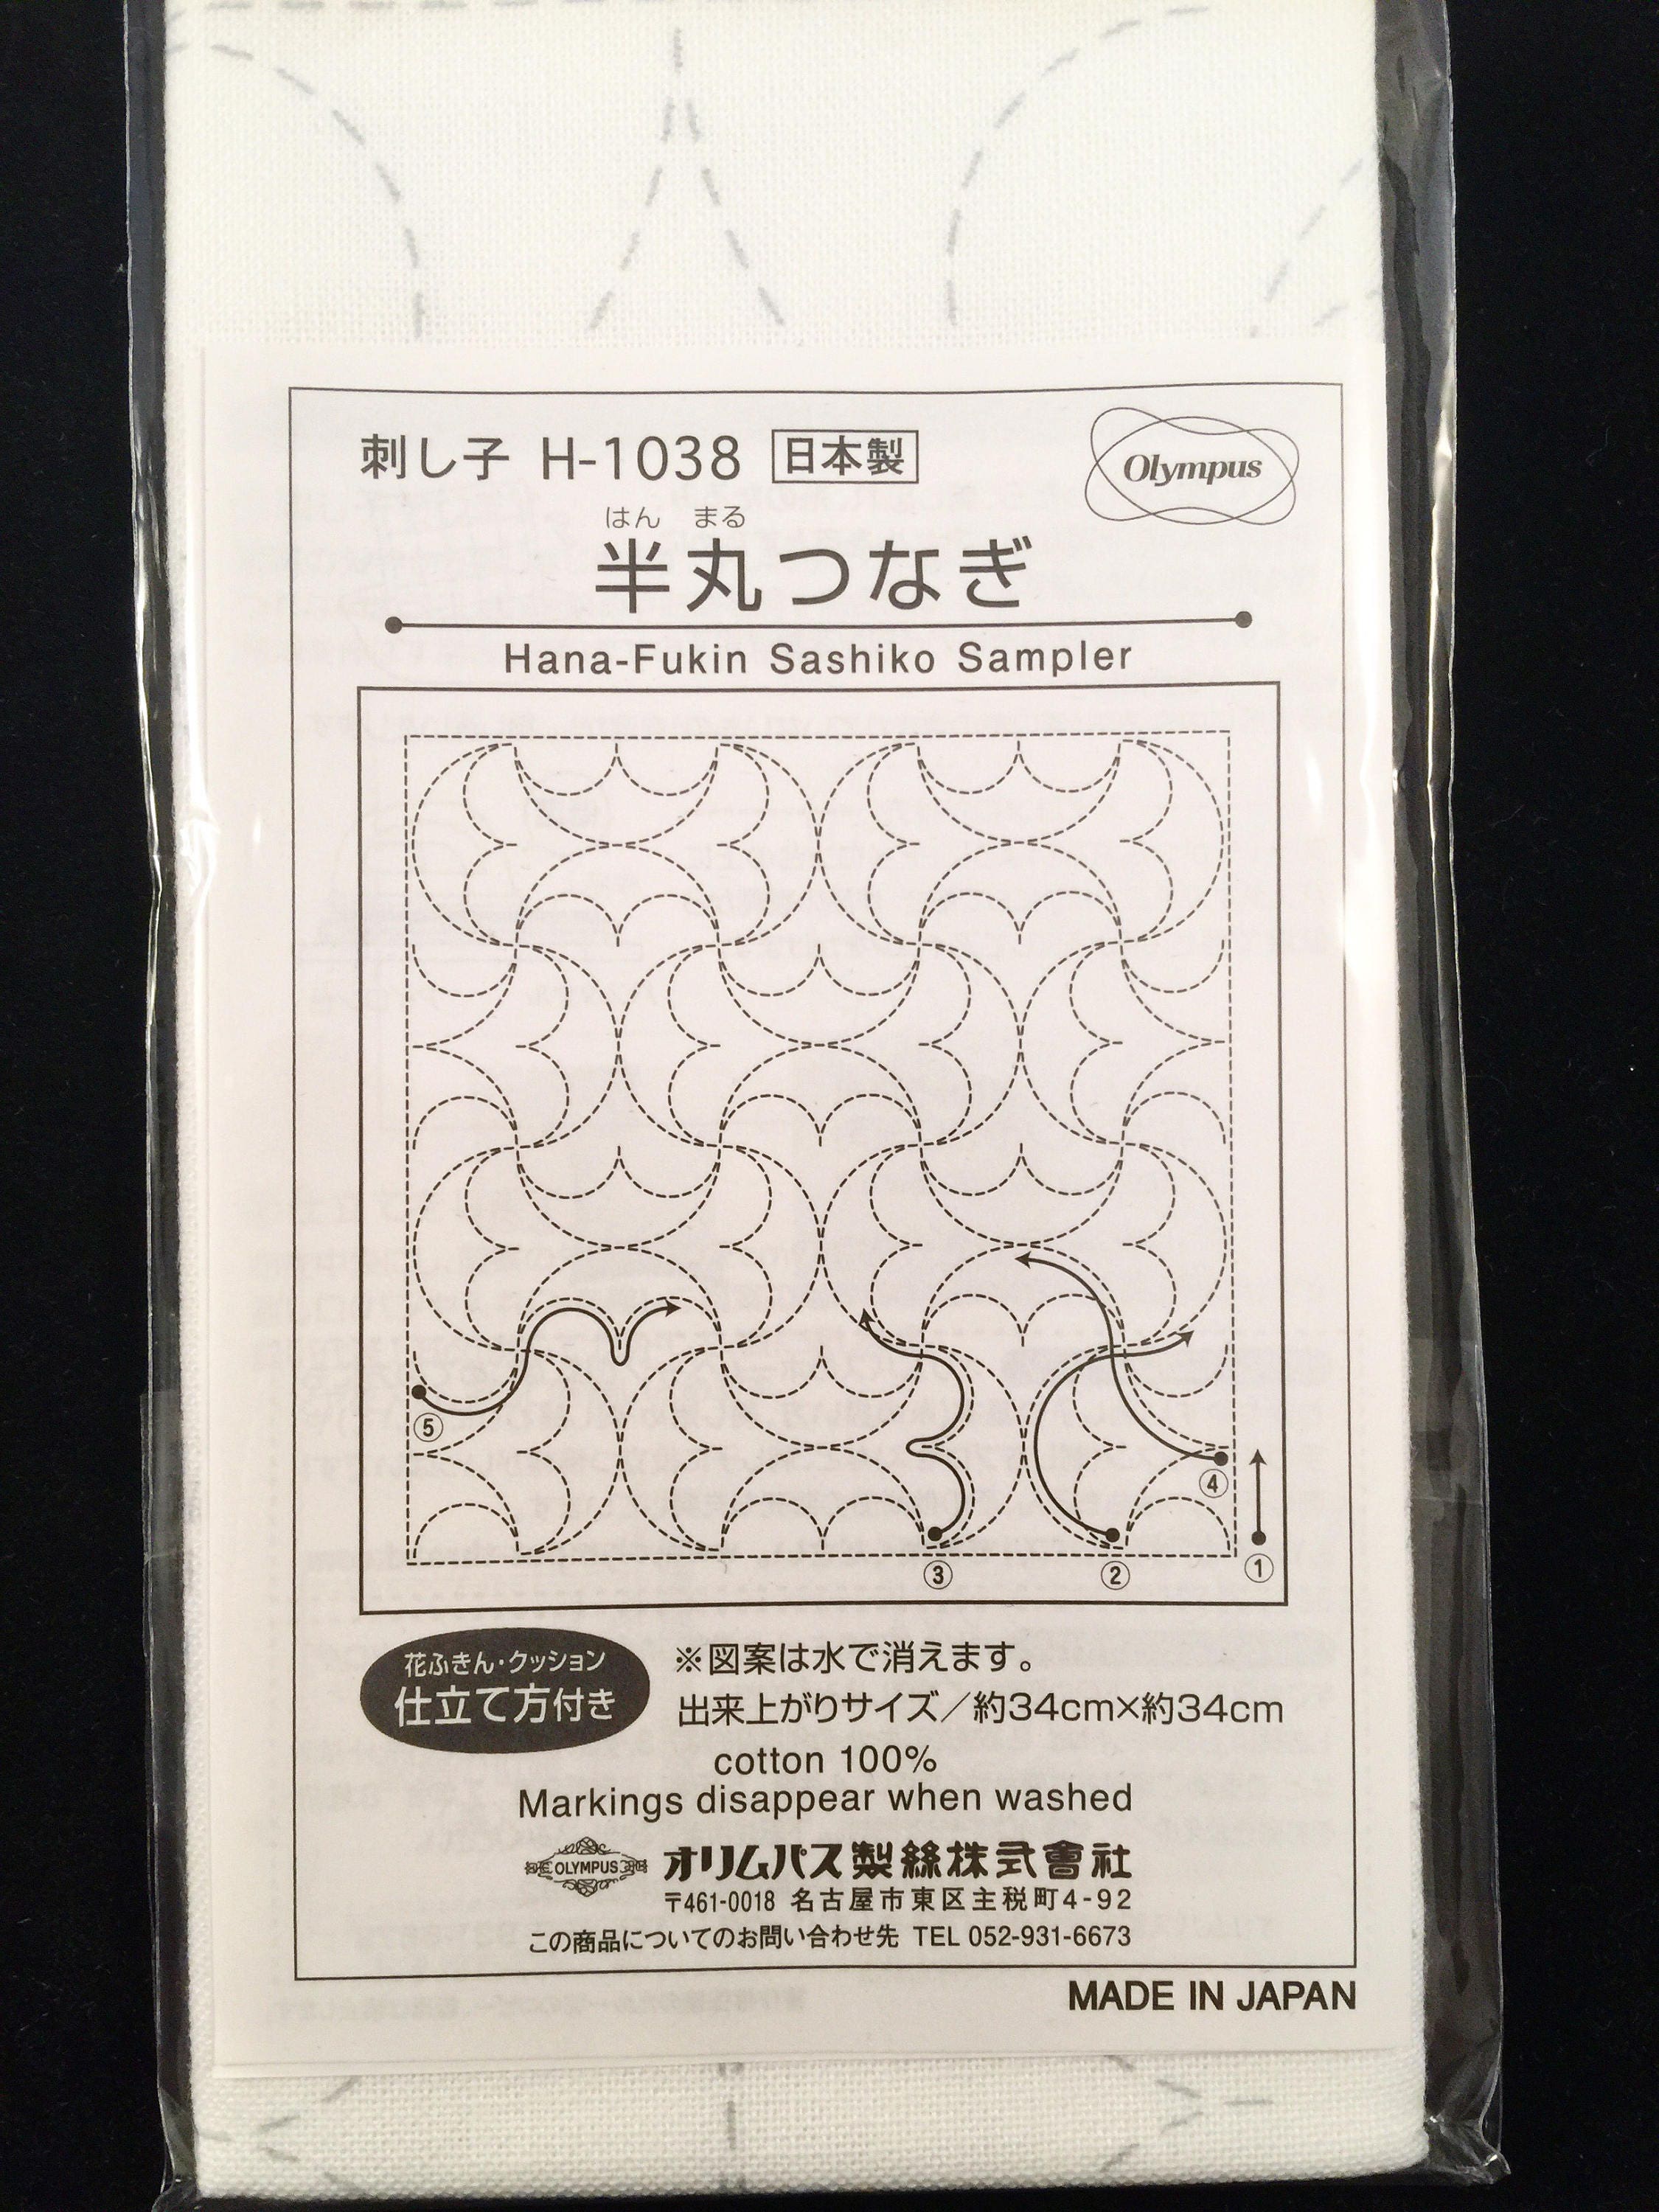 刺し子 H-1038 日本製
Olympus
はん まる
半丸つなぎ
Hana-Fukin Sashiko Sampler
⑤
④
③
②
①
花ふきん・クッション
仕立て方付き
※図案は水で消えます。
出来上がりサイズ／約34cm×約34cm
cotton 100%
Markings disappear when washed
OLYMPUS オリムパス製絲株式會社
〒461-0018 名古屋市東区主税町4-92
この商品についてのお問い合わせ先 TEL 052-931-6673
MADE IN JAPAN